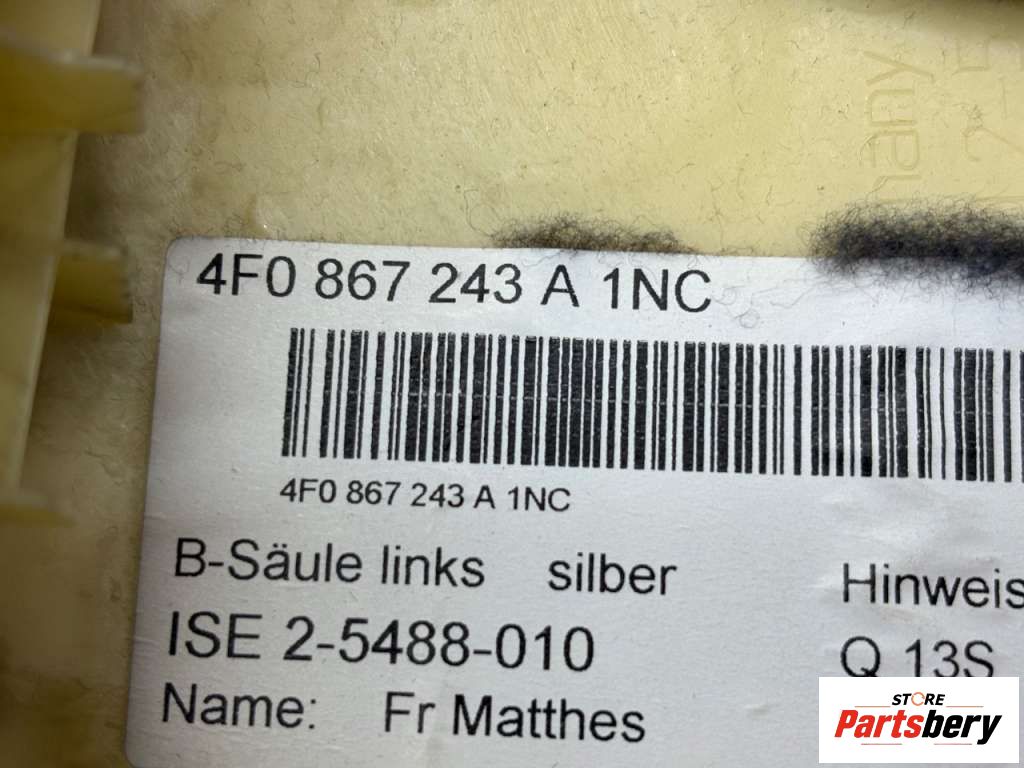 4F0 867 243 A 1NC
4F0 867 243 A 1NC
B-Säule links silber
Hinweis
ISE 2-5488-010
Q 13S
Name: Fr Matthes
STORE
Partsbery